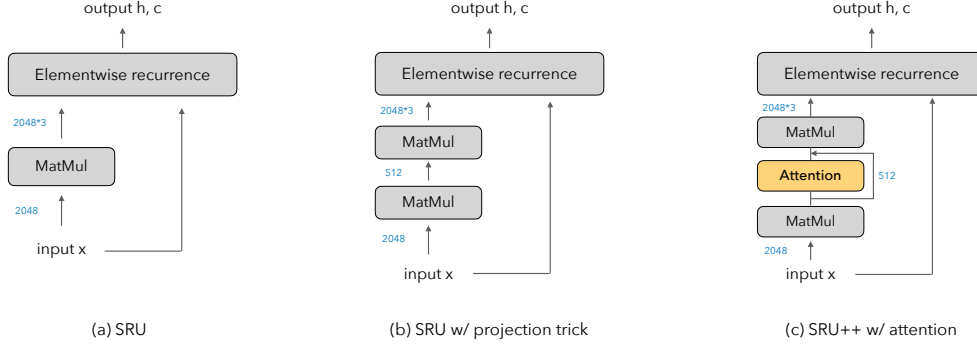 output h, c
Elementwise recurrence
2048*3
MatMul
2048
input x
(a) SRU
output h, c
Elementwise recurrence
2048*3
MatMul
512
MatMul
2048
input x
(b) SRU w/ projection trick
output h, c
Elementwise recurrence
2048*3
MatMul
Attention
512
MatMul
2048
input x
(c) SRU++ w/ attention